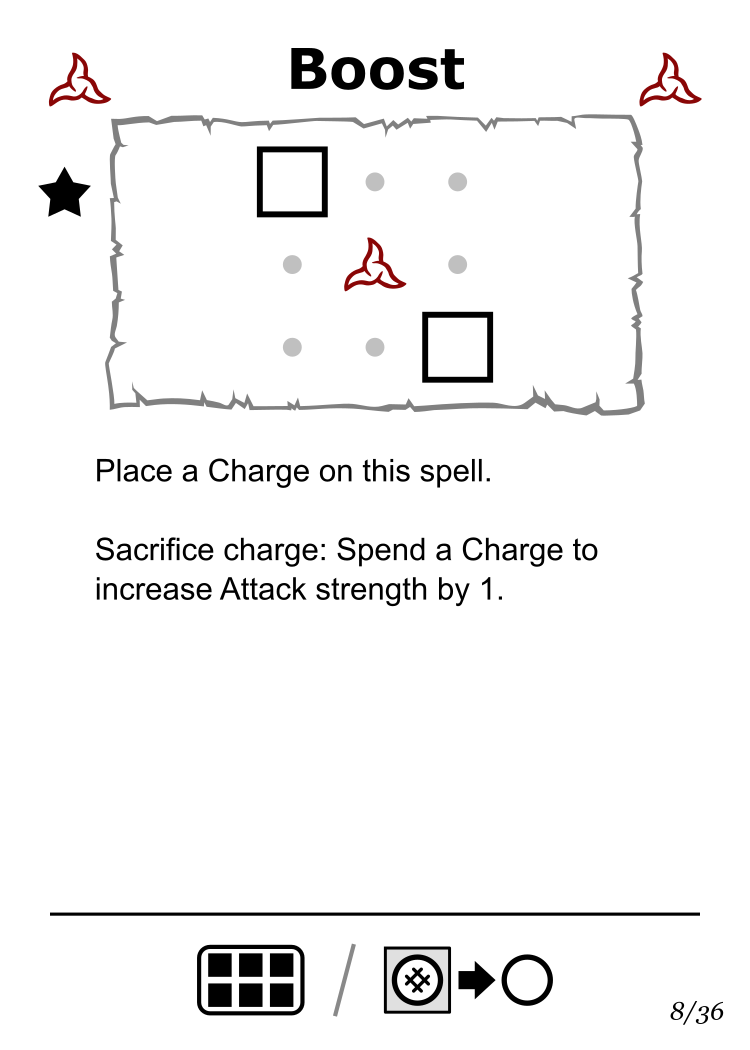 Boost
Place a Charge on this spell.
Sacrifice charge: Spend a Charge to
increase Attack strength by 1.
8/36